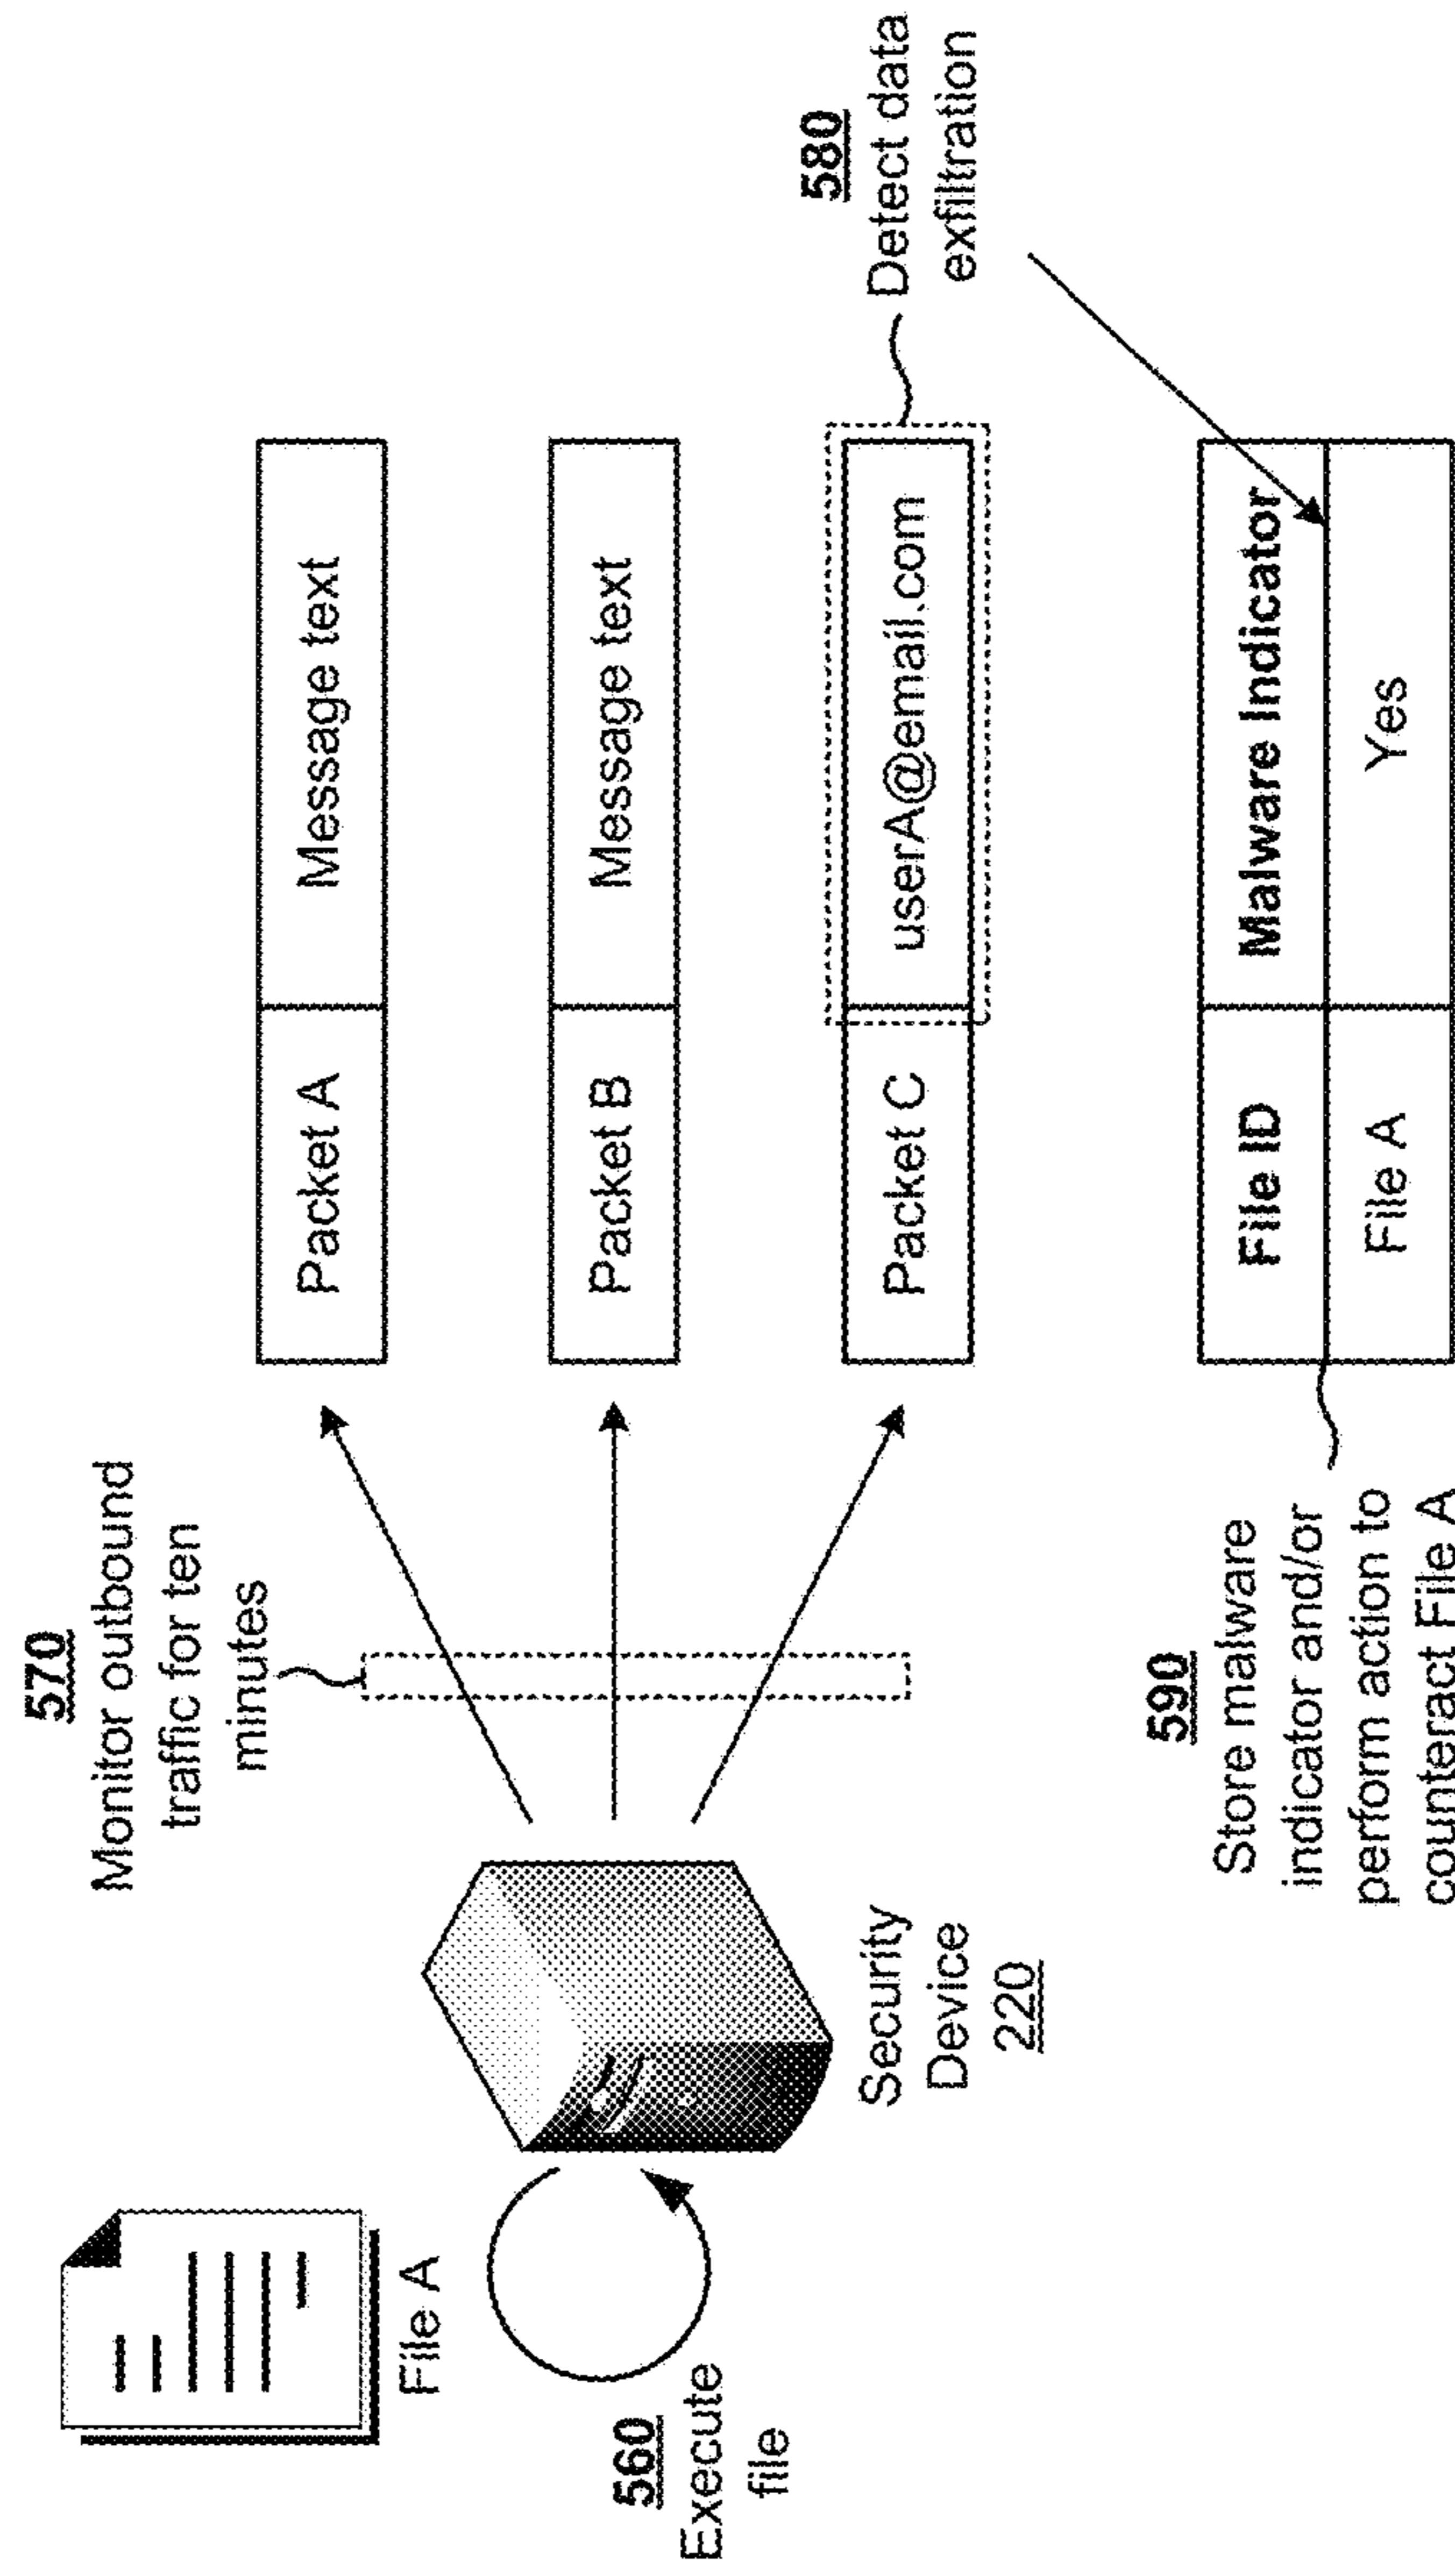 File A
560
Execute
file
Security
Device
220
570
Monitor outbound
traffic for ten
minutes
Packet A
Message text
Packet B
Message text
Packet C
userA@email.com
580
Detect data
exfiltration
590
Store malware
indicator and/or
perform action to
counteract File A
File ID
Malware Indicator
File A
Yes